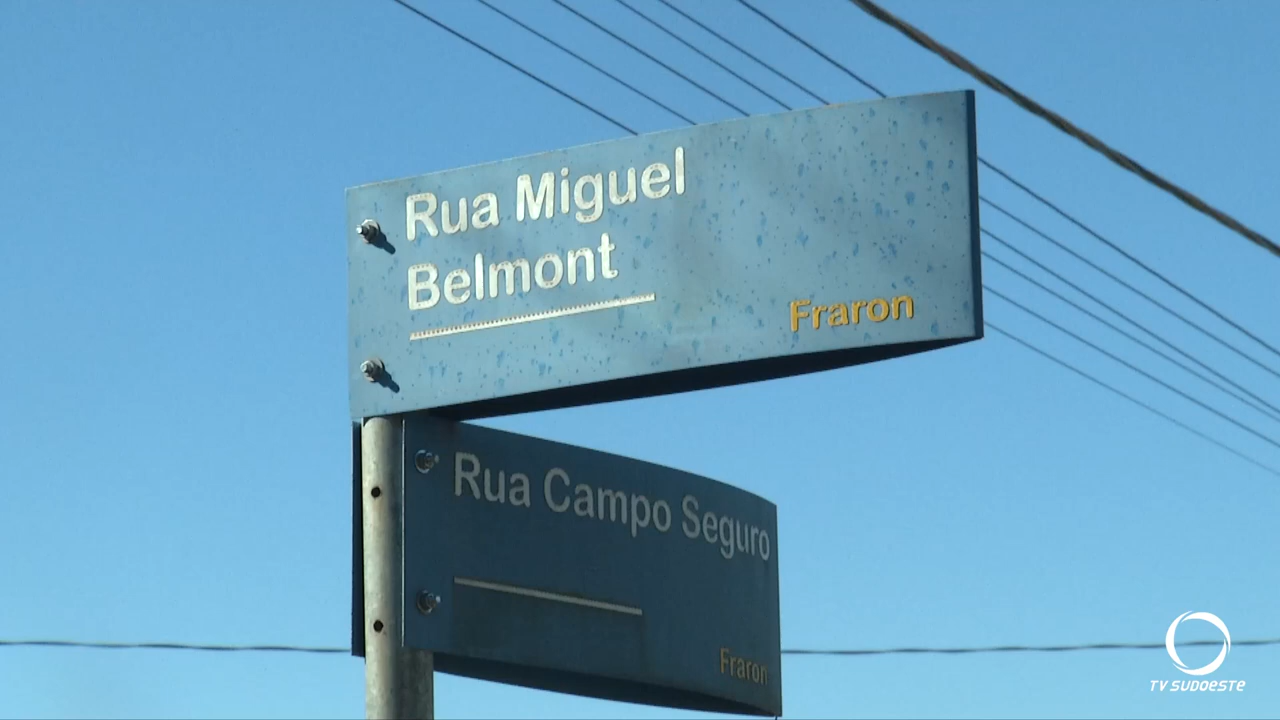 Rua Miguel
Belmont
Fraron
Rua Campo Seguro
Fraron
TV SUDOESTE